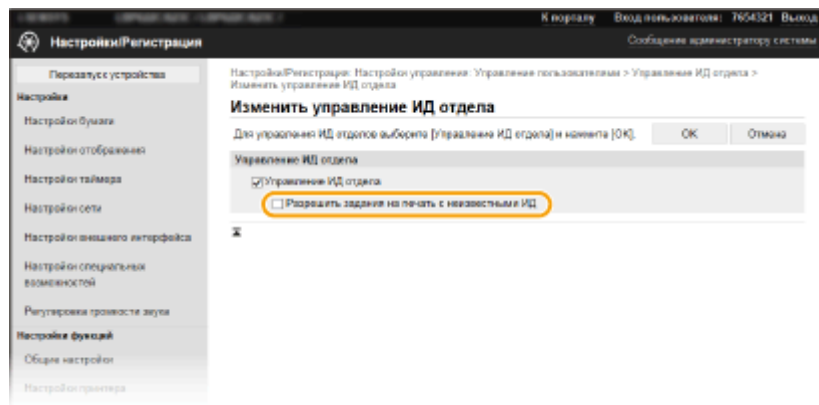 К порталу Вход пользователя: 7654321 Выход
Настройки/Регистрация Сообщение администратору системы
Перезапуск устройства
Настройки
Настройки бумаги
Настройки отображения
Настройки таймера
Настройки сети
Настройки внешнего интерфейса
Настройки специальных
возможностей
Регулировка громкости звука
Настройки функций
Общие настройки
Настройки принтера
Настройки/Регистрация: Настройки управления: Управление пользователями > Управление ИД отдела >
Изменить управление ИД отдела
Изменить управление ИД отдела
Для управления ИД отделов выберите [Управление ИД отдела] и нажмите [OK]. OK Отмена
Управление ИД отдела
Управление ИД отдела
Разрешить задания на печать с неизвестными ИД